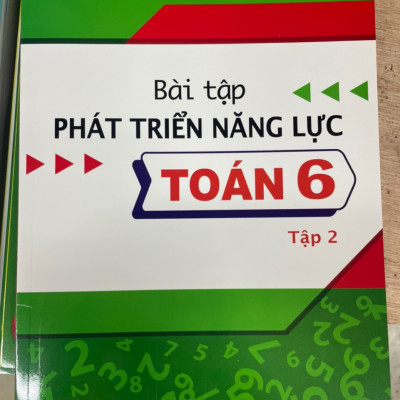 Bài tập
PHÁT TRIỂN NĂNG LỰC
TOÁN 6
Tập 2